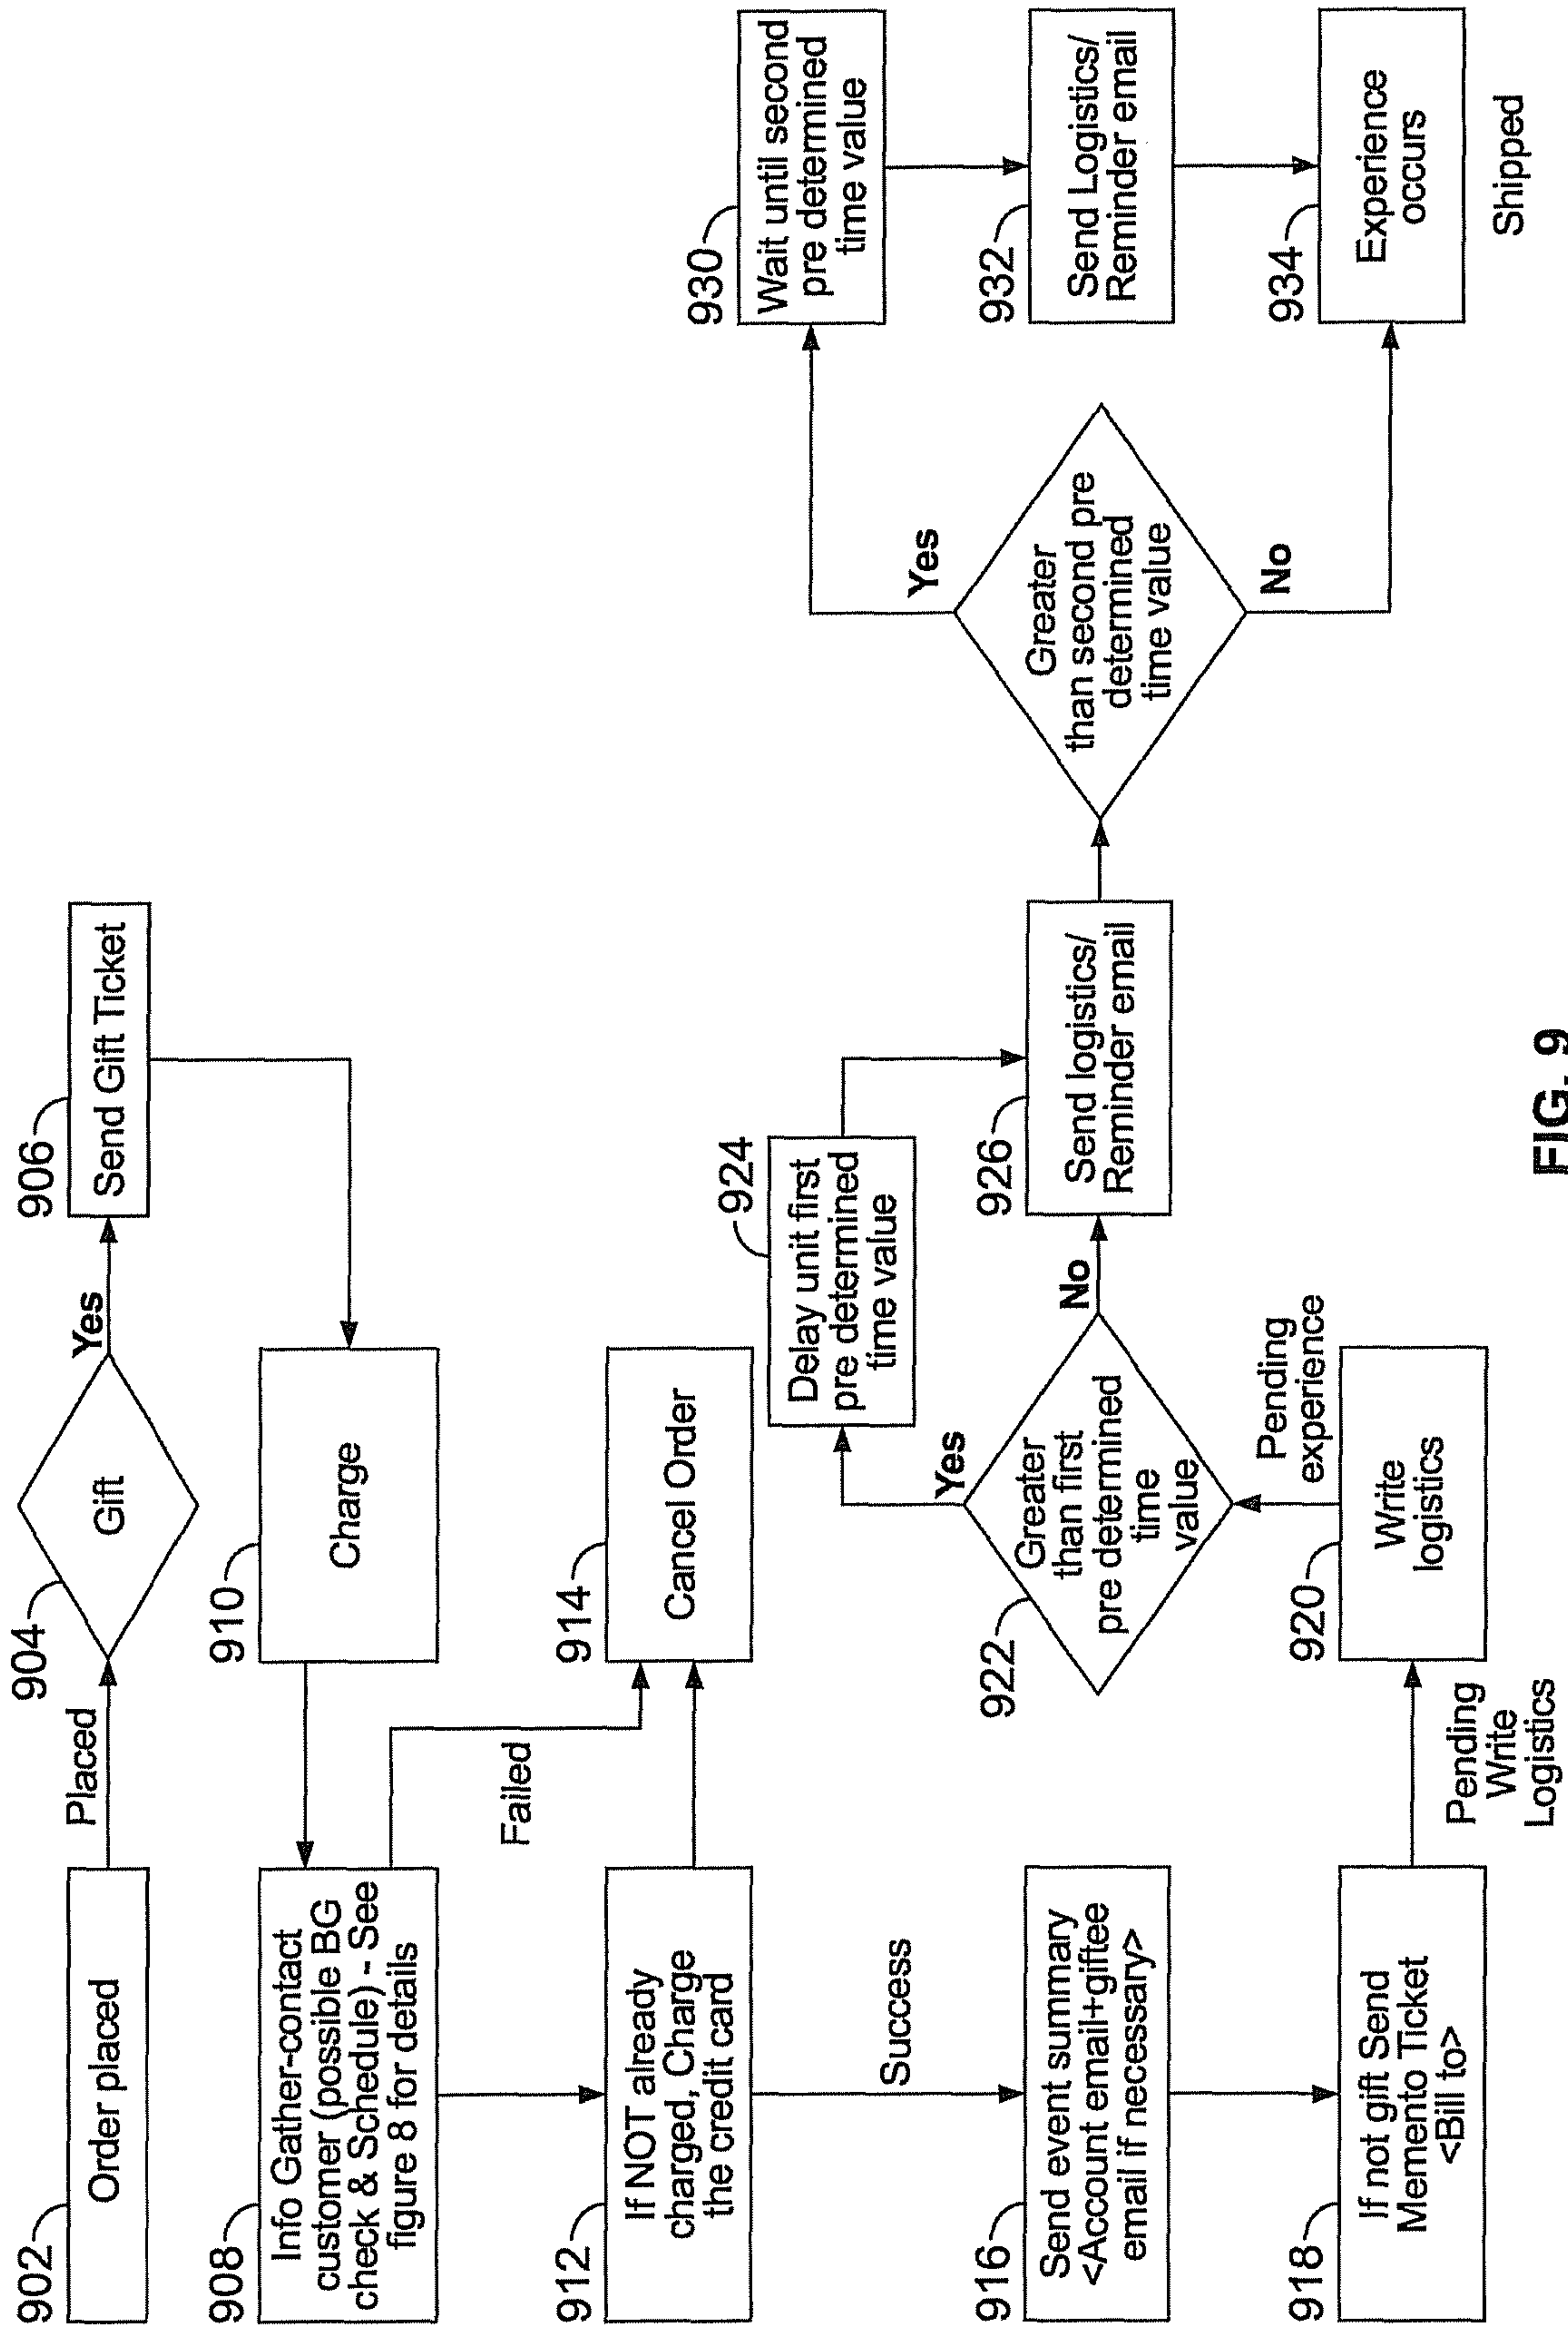 902
Order placed
Placed
904
Gift
Yes
906
Send Gift Ticket
908
Info Gather-contact
customer (possible BG
check & Schedule) - See
figure 8 for details
910
Charge
Failed
912
If NOT already
charged, Charge
the credit card
914
Cancel Order
Success
916
Send event summary
<Account email+giftee
email if necessary>
918
If not gift Send
Memento Ticket
<Bill to>
Pending
Write
Logistics
920
Write
logistics
Pending
experience
922
Greater
than first
pre determined
time
value
Yes
No
924
Delay unit first
pre determined
time value
926
Send logistics/
Reminder email
Greater
than second pre
determined
time value
Yes
No
930
Wait until second
pre determined
time value
932
Send Logistics/
Reminder email
934
Experience
occurs
Shipped
FIG. 9